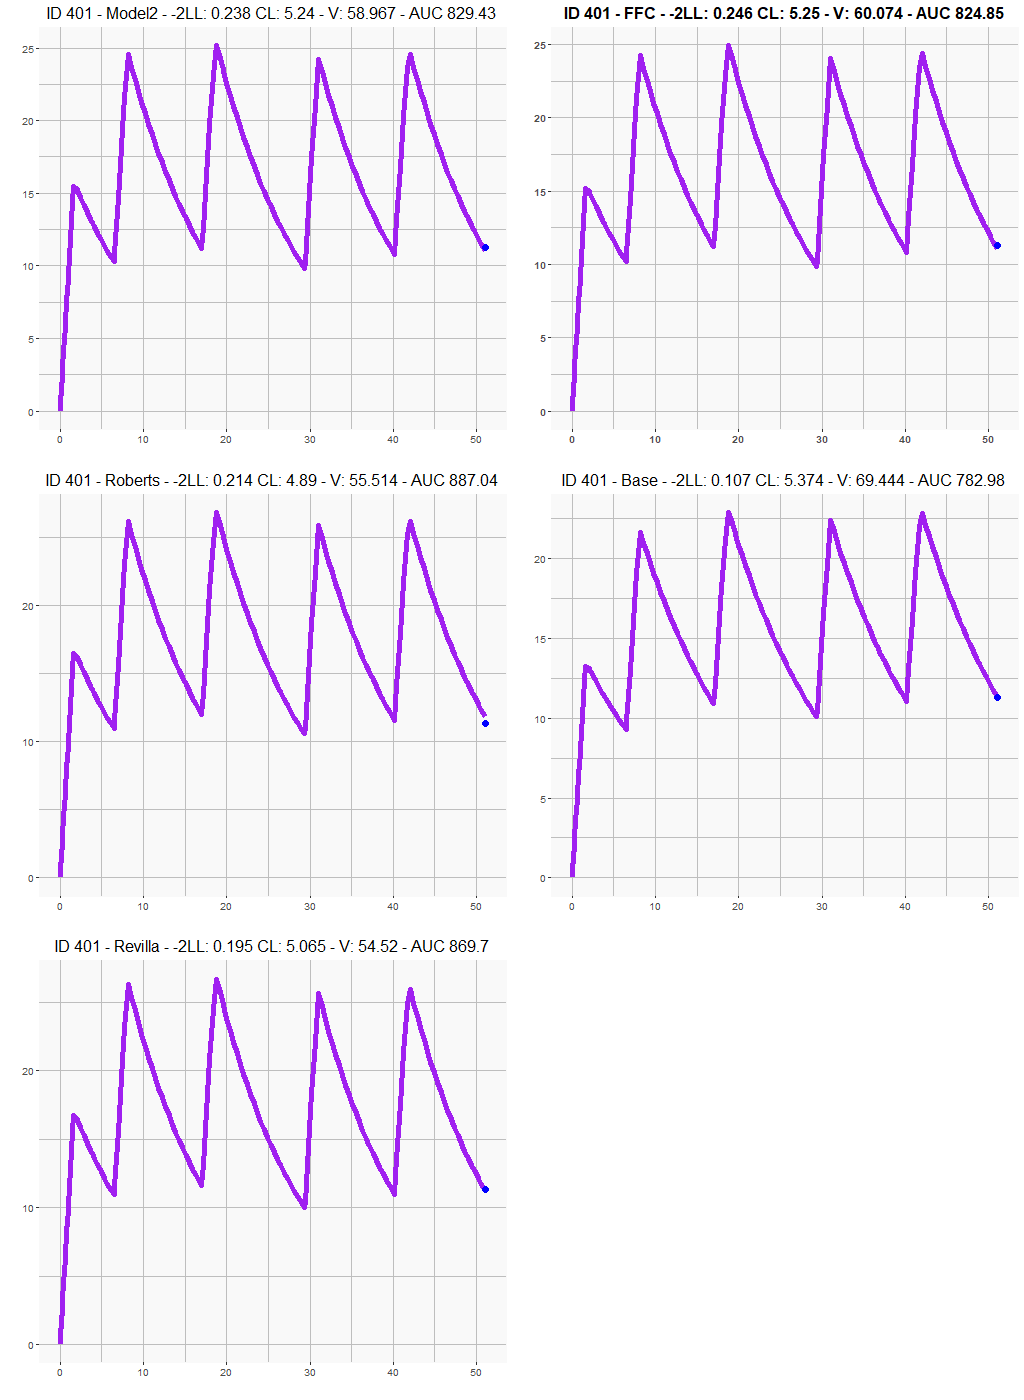 ID 401 - Model2 - -2LL: 0.238 CL: 5.24 - V: 58.967 - AUC 829.43
25
20
15
10
5
0
0 10 20 30 40 50
ID 401 - FFC - -2LL: 0.246 CL: 5.25 - V: 60.074 - AUC 824.85
25
20
15
10
5
0
0 10 20 30 40 50
ID 401 - Roberts - -2LL: 0.214 CL: 4.89 - V: 55.514 - AUC 887.04
20
10
0
0 10 20 30 40 50
ID 401 - Base - -2LL: 0.107 CL: 5.374 - V: 69.444 - AUC 782.98
20
15
10
5
0
0 10 20 30 40 50
ID 401 - Revilla - -2LL: 0.195 CL: 5.065 - V: 54.52 - AUC 869.7
20
10
0
0 10 20 30 40 50